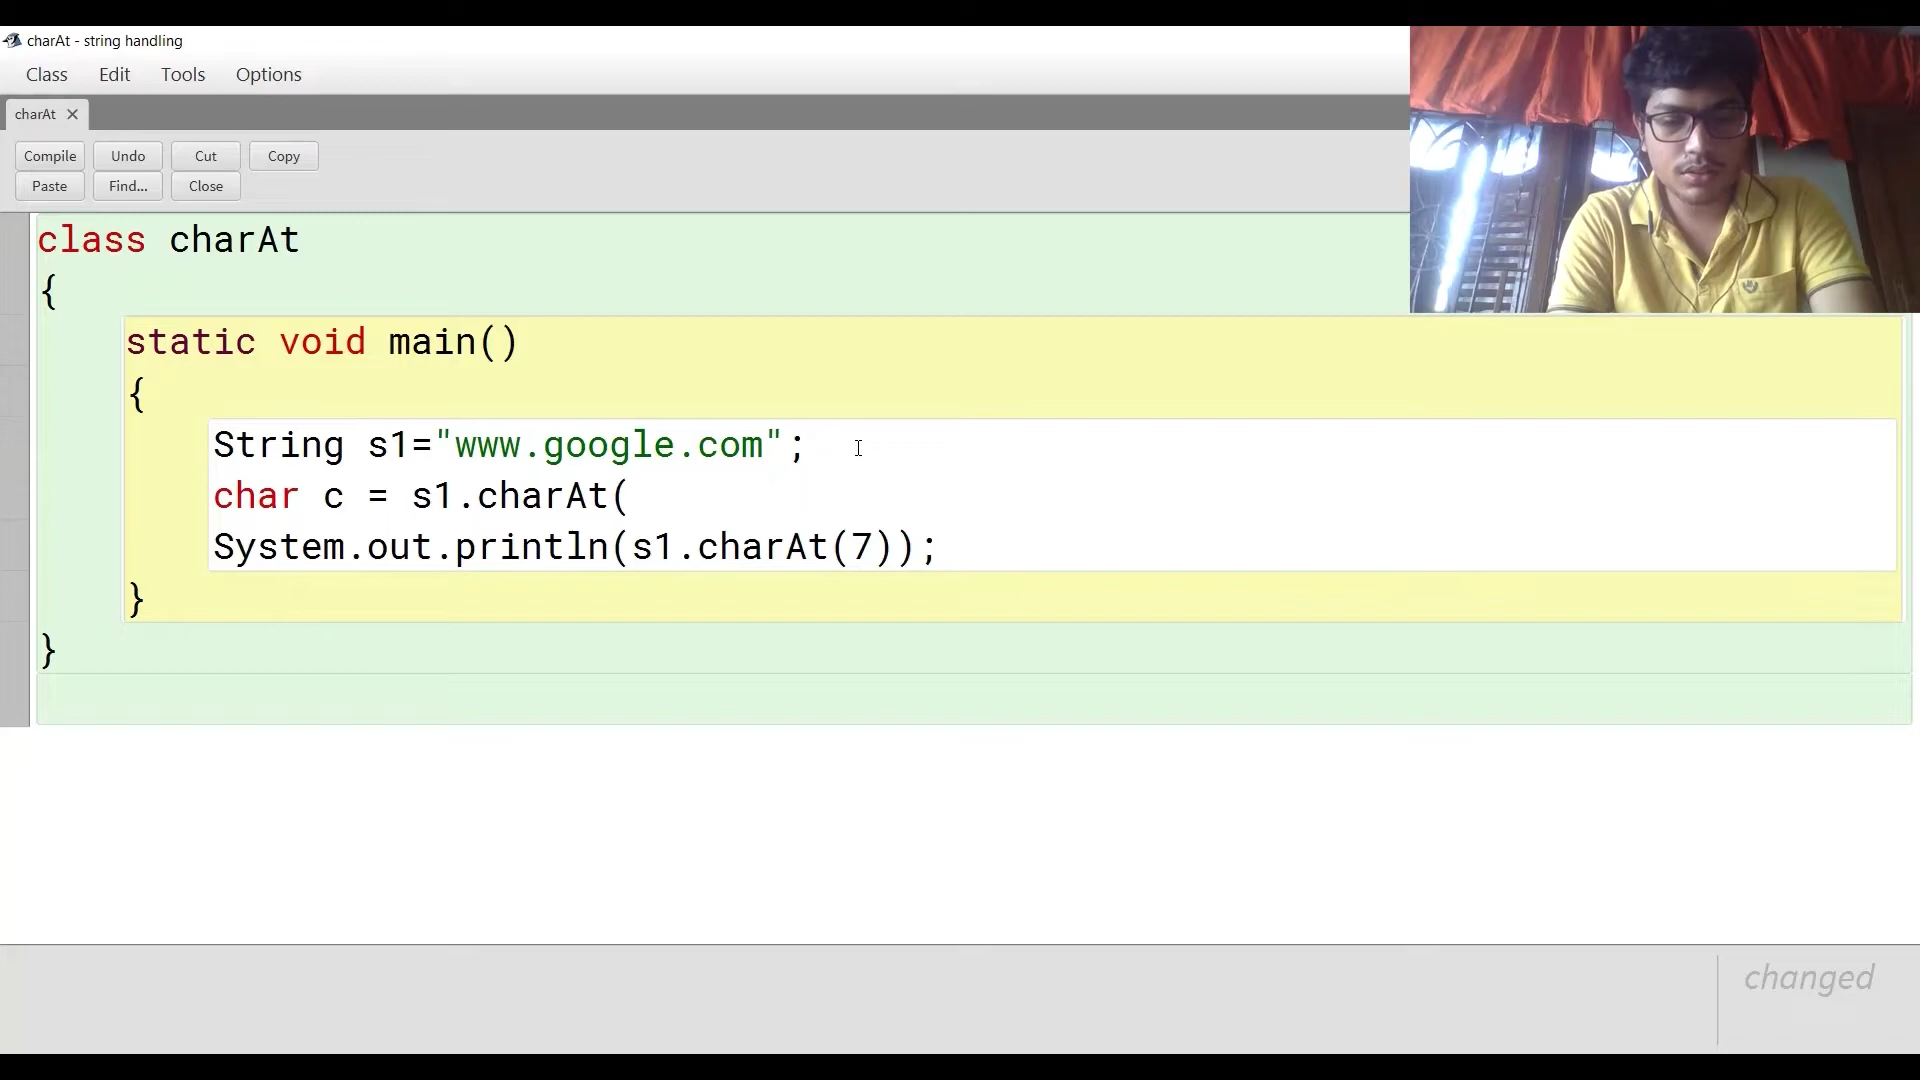 charAt - string handling
Class Edit Tools Options
charAt
Compile Undo Cut Copy
Paste Find... Close
class charAt
{
static void main()
{
String s1="www.google.com";
char c = s1.charAt(
System.out.println(s1.charAt(7));
}
}
changed